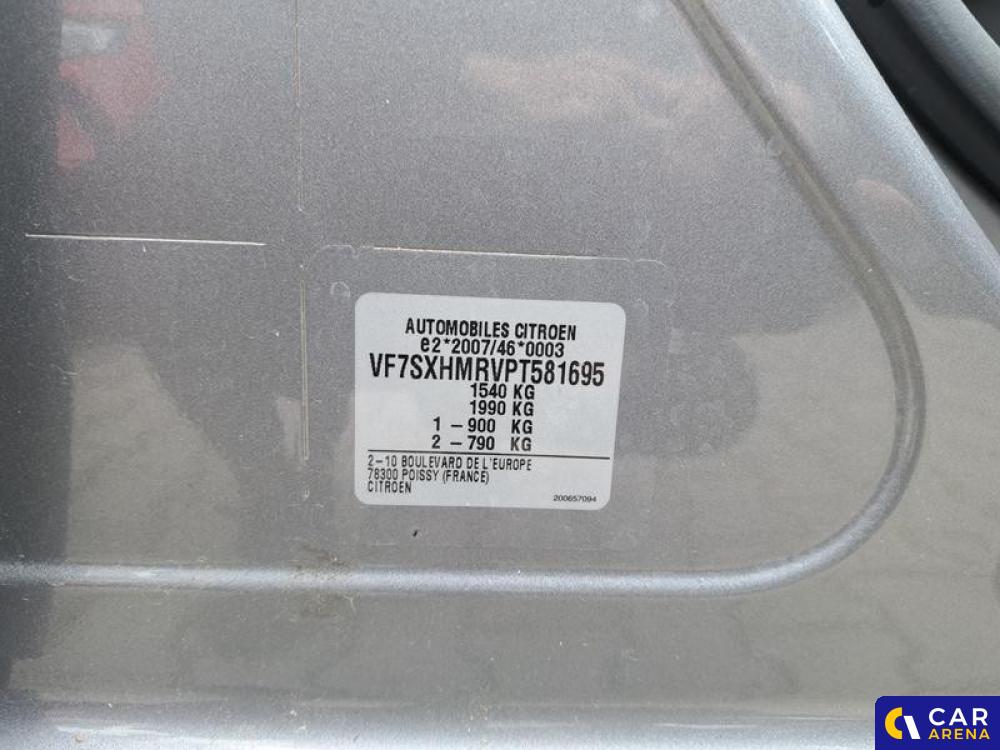 AUTOMOBILES CITROEN
e2*2007/46*0003
VF7SXHMRVPT581695
1540 KG
1990 KG
1 – 900 KG
2 – 790 KG
2–10 BOULEVARD DE L'EUROPE
78300 POISSY (FRANCE)
CITROEN
200657094
CAR
ARENA